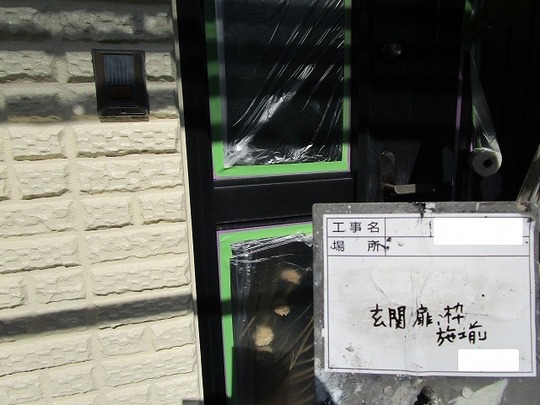 工事名
場所
玄関扉、枠
施工前